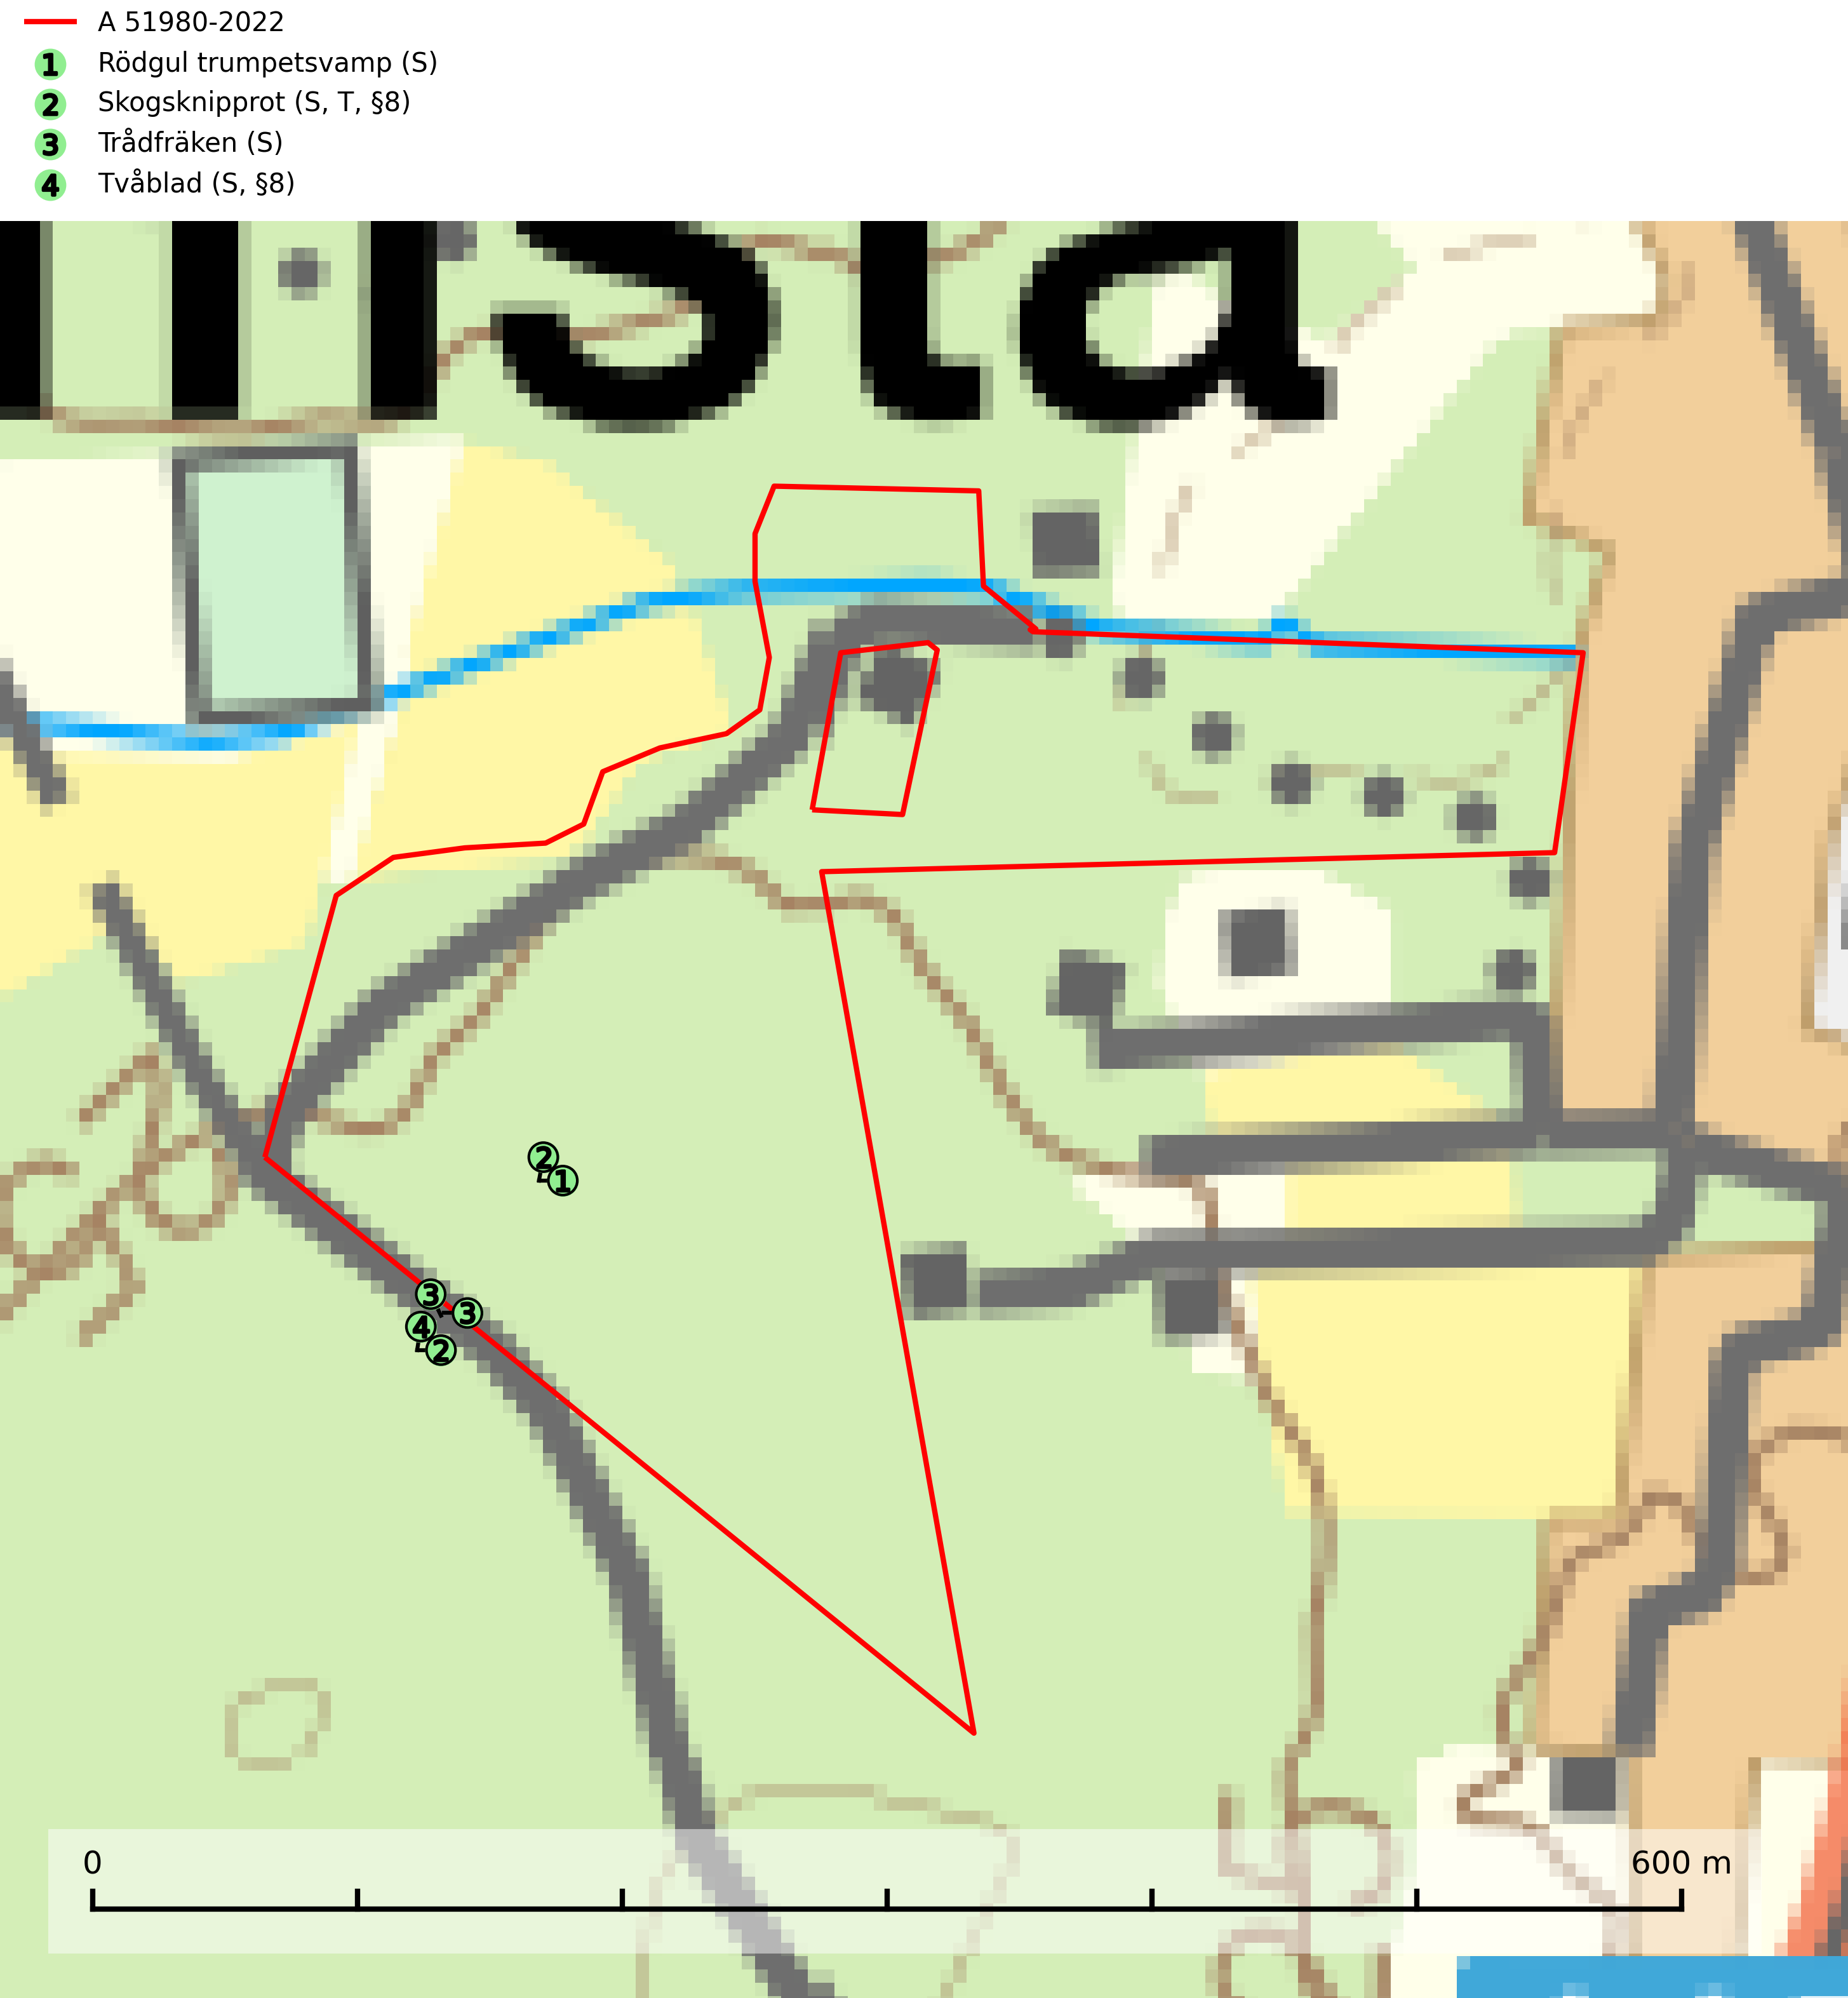 A 51980-2022
1 Rödgul trumpetsvamp (S)
2 Skogsknipprot (S, T, §8)
3 Trådfräken (S)
4 Tvåblad (S, §8)
2
1
3
3
4
2
0 600 m